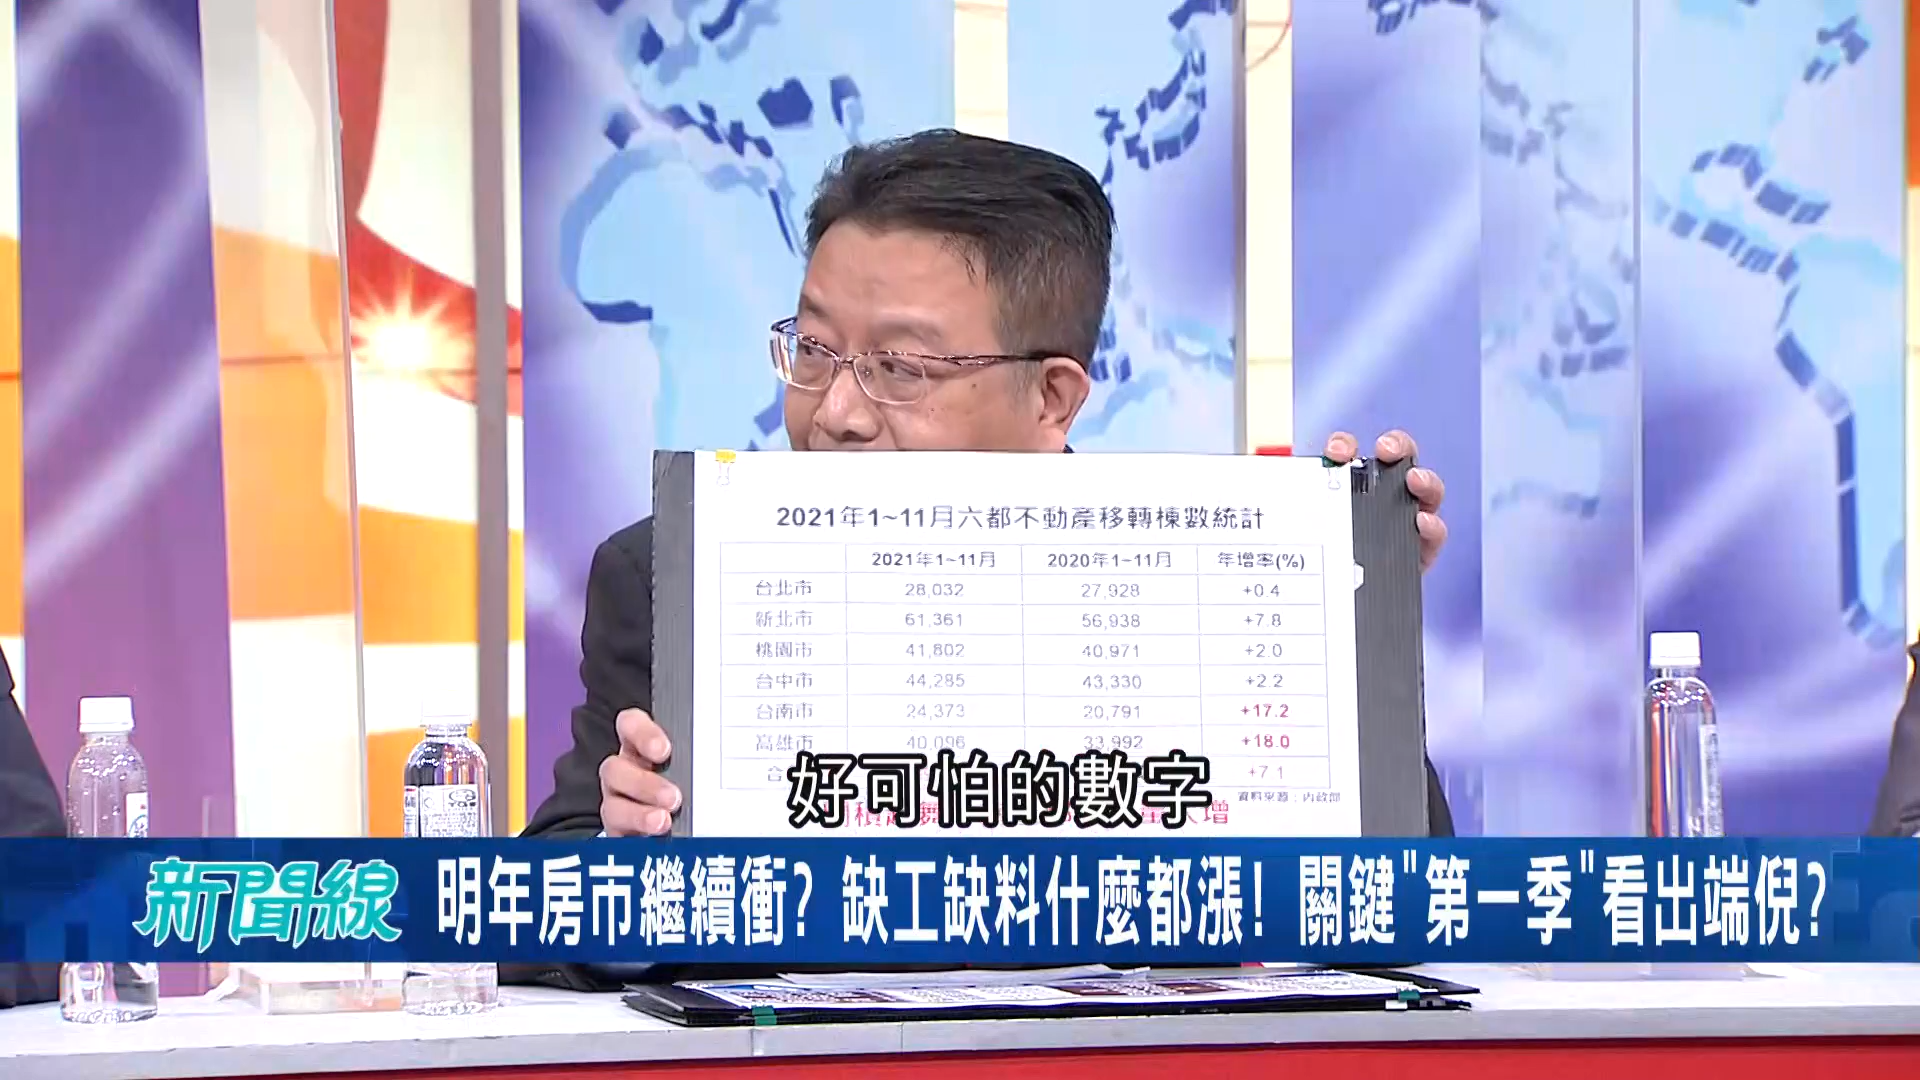 2021年1~11月六都不動產移轉棟數統計
2021年1~11月 2020年1~11月 年增率(%)
台北市 28,032 27,928 +0.4
新北市 61,361 56,938 +7.8
桃園市 41,802 40,971 +2.0
台中市 44,285 43,330 +2.2
台南市 24,373 20,791 +17.2
高雄市 40,096 33,992 +18.0
合 +7.1
資料來源：內政部
好可怕的數字
積 大增
新聞線 明年房市繼續衝？ 缺工缺料什麼都漲！ 關鍵"第一季"看出端倪？